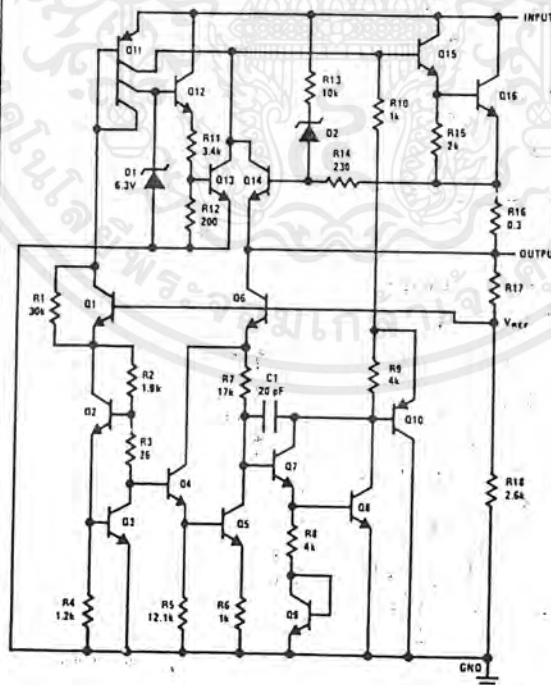 INPUT
Q11
Q15
Q12
Q16
R13
10k
R10
1k
D2
R11
3.4k
R15
2k
D1
6.3V
R14
230
Q13
Q14
R12
200
R16
0.3
OUTPUT
R1
30k
Q1
Q6
R17
VREF
R2
1.9k
R7
17k
C1
20 pF
R9
4k
Q10
Q2
R3
26
Q4
Q7
R18
2.6k
Q3
Q5
Q8
R8
4k
R4
1.2k
R5
12.1k
R6
1k
Q9
GND